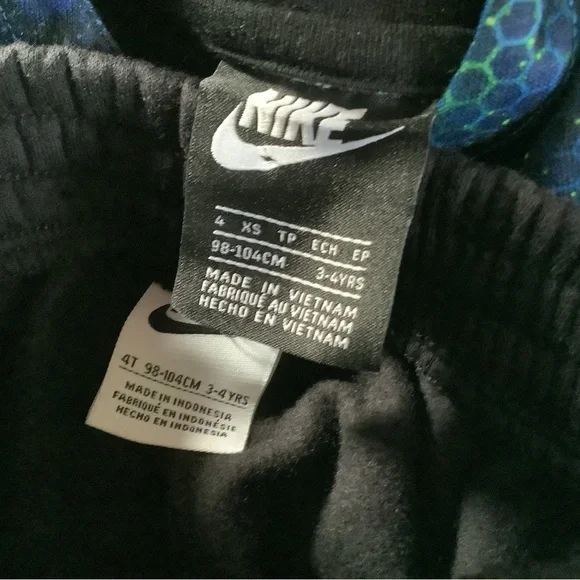 NIKE
4 XS TP ECH EP
98-104CM 3-4YRS
MADE IN VIETNAM
FABRIQUÉ AU VIETNAM
HECHO EN VIETNAM
4T 98-104CM 3-4YRS
MADE IN INDONESIA
FABRIQUÉ EN INDONÉSIE
HECHO EN INDONESIA